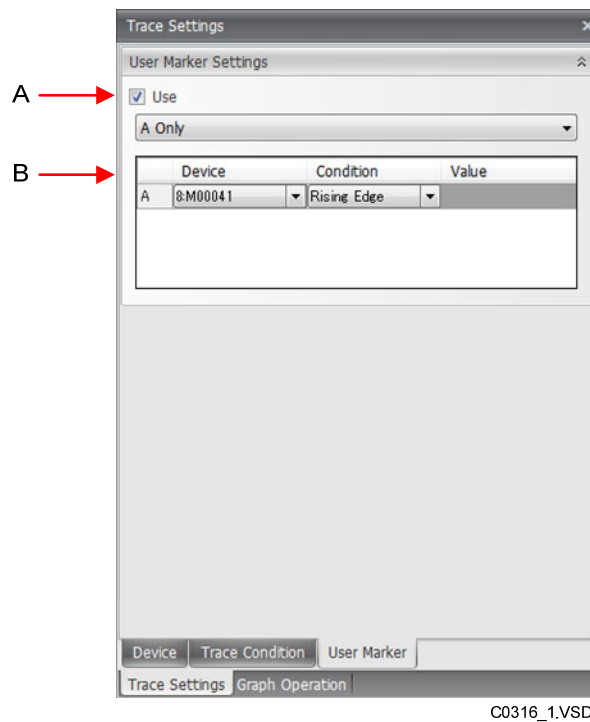 Trace Settings ×
User Marker Settings
A
Use
A Only
B
Device Condition Value
A 8:M00041 Rising Edge
Device Trace Condition User Marker
Trace Settings Graph Operation
C0316_1.VSD